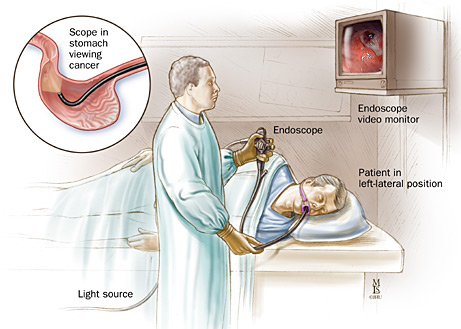 Scope in
stomach
viewing
cancer
Endoscope
Endoscope
video monitor
Patient in
left-lateral position
Light source